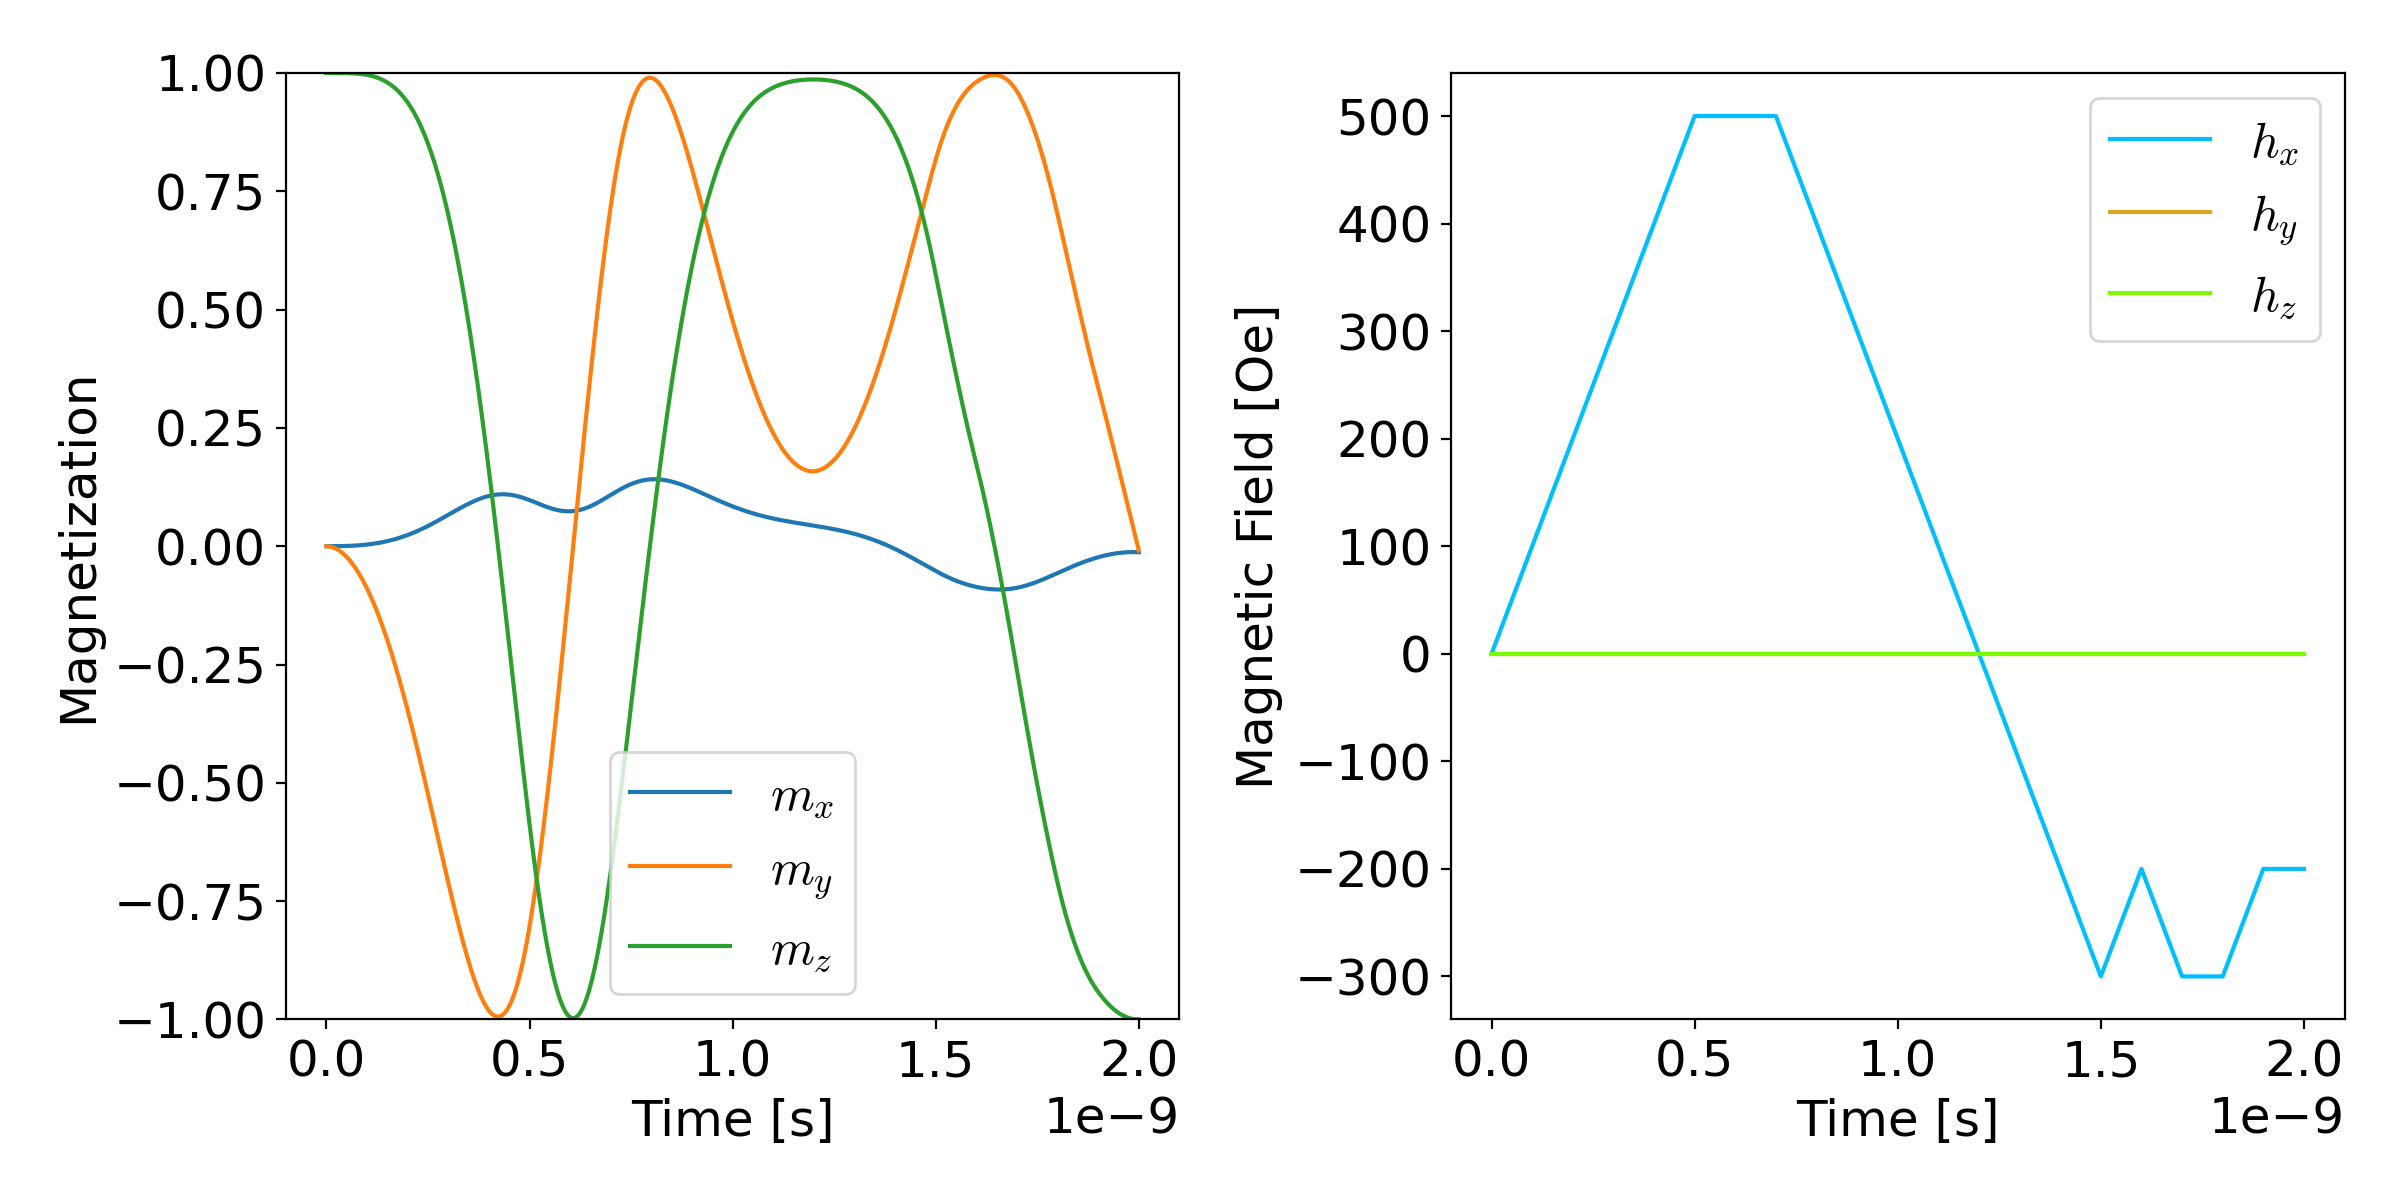 Magnetization
1.00
0.75
0.50
0.25
0.00
−0.25
−0.50
−0.75
−1.00
0.0 0.5 1.0 1.5 2.0
Time [s]
1e−9
m_x
m_y
m_z
Magnetic Field [Oe]
500
400
300
200
100
0
−100
−200
−300
0.0 0.5 1.0 1.5 2.0
Time [s]
1e−9
h_x
h_y
h_z